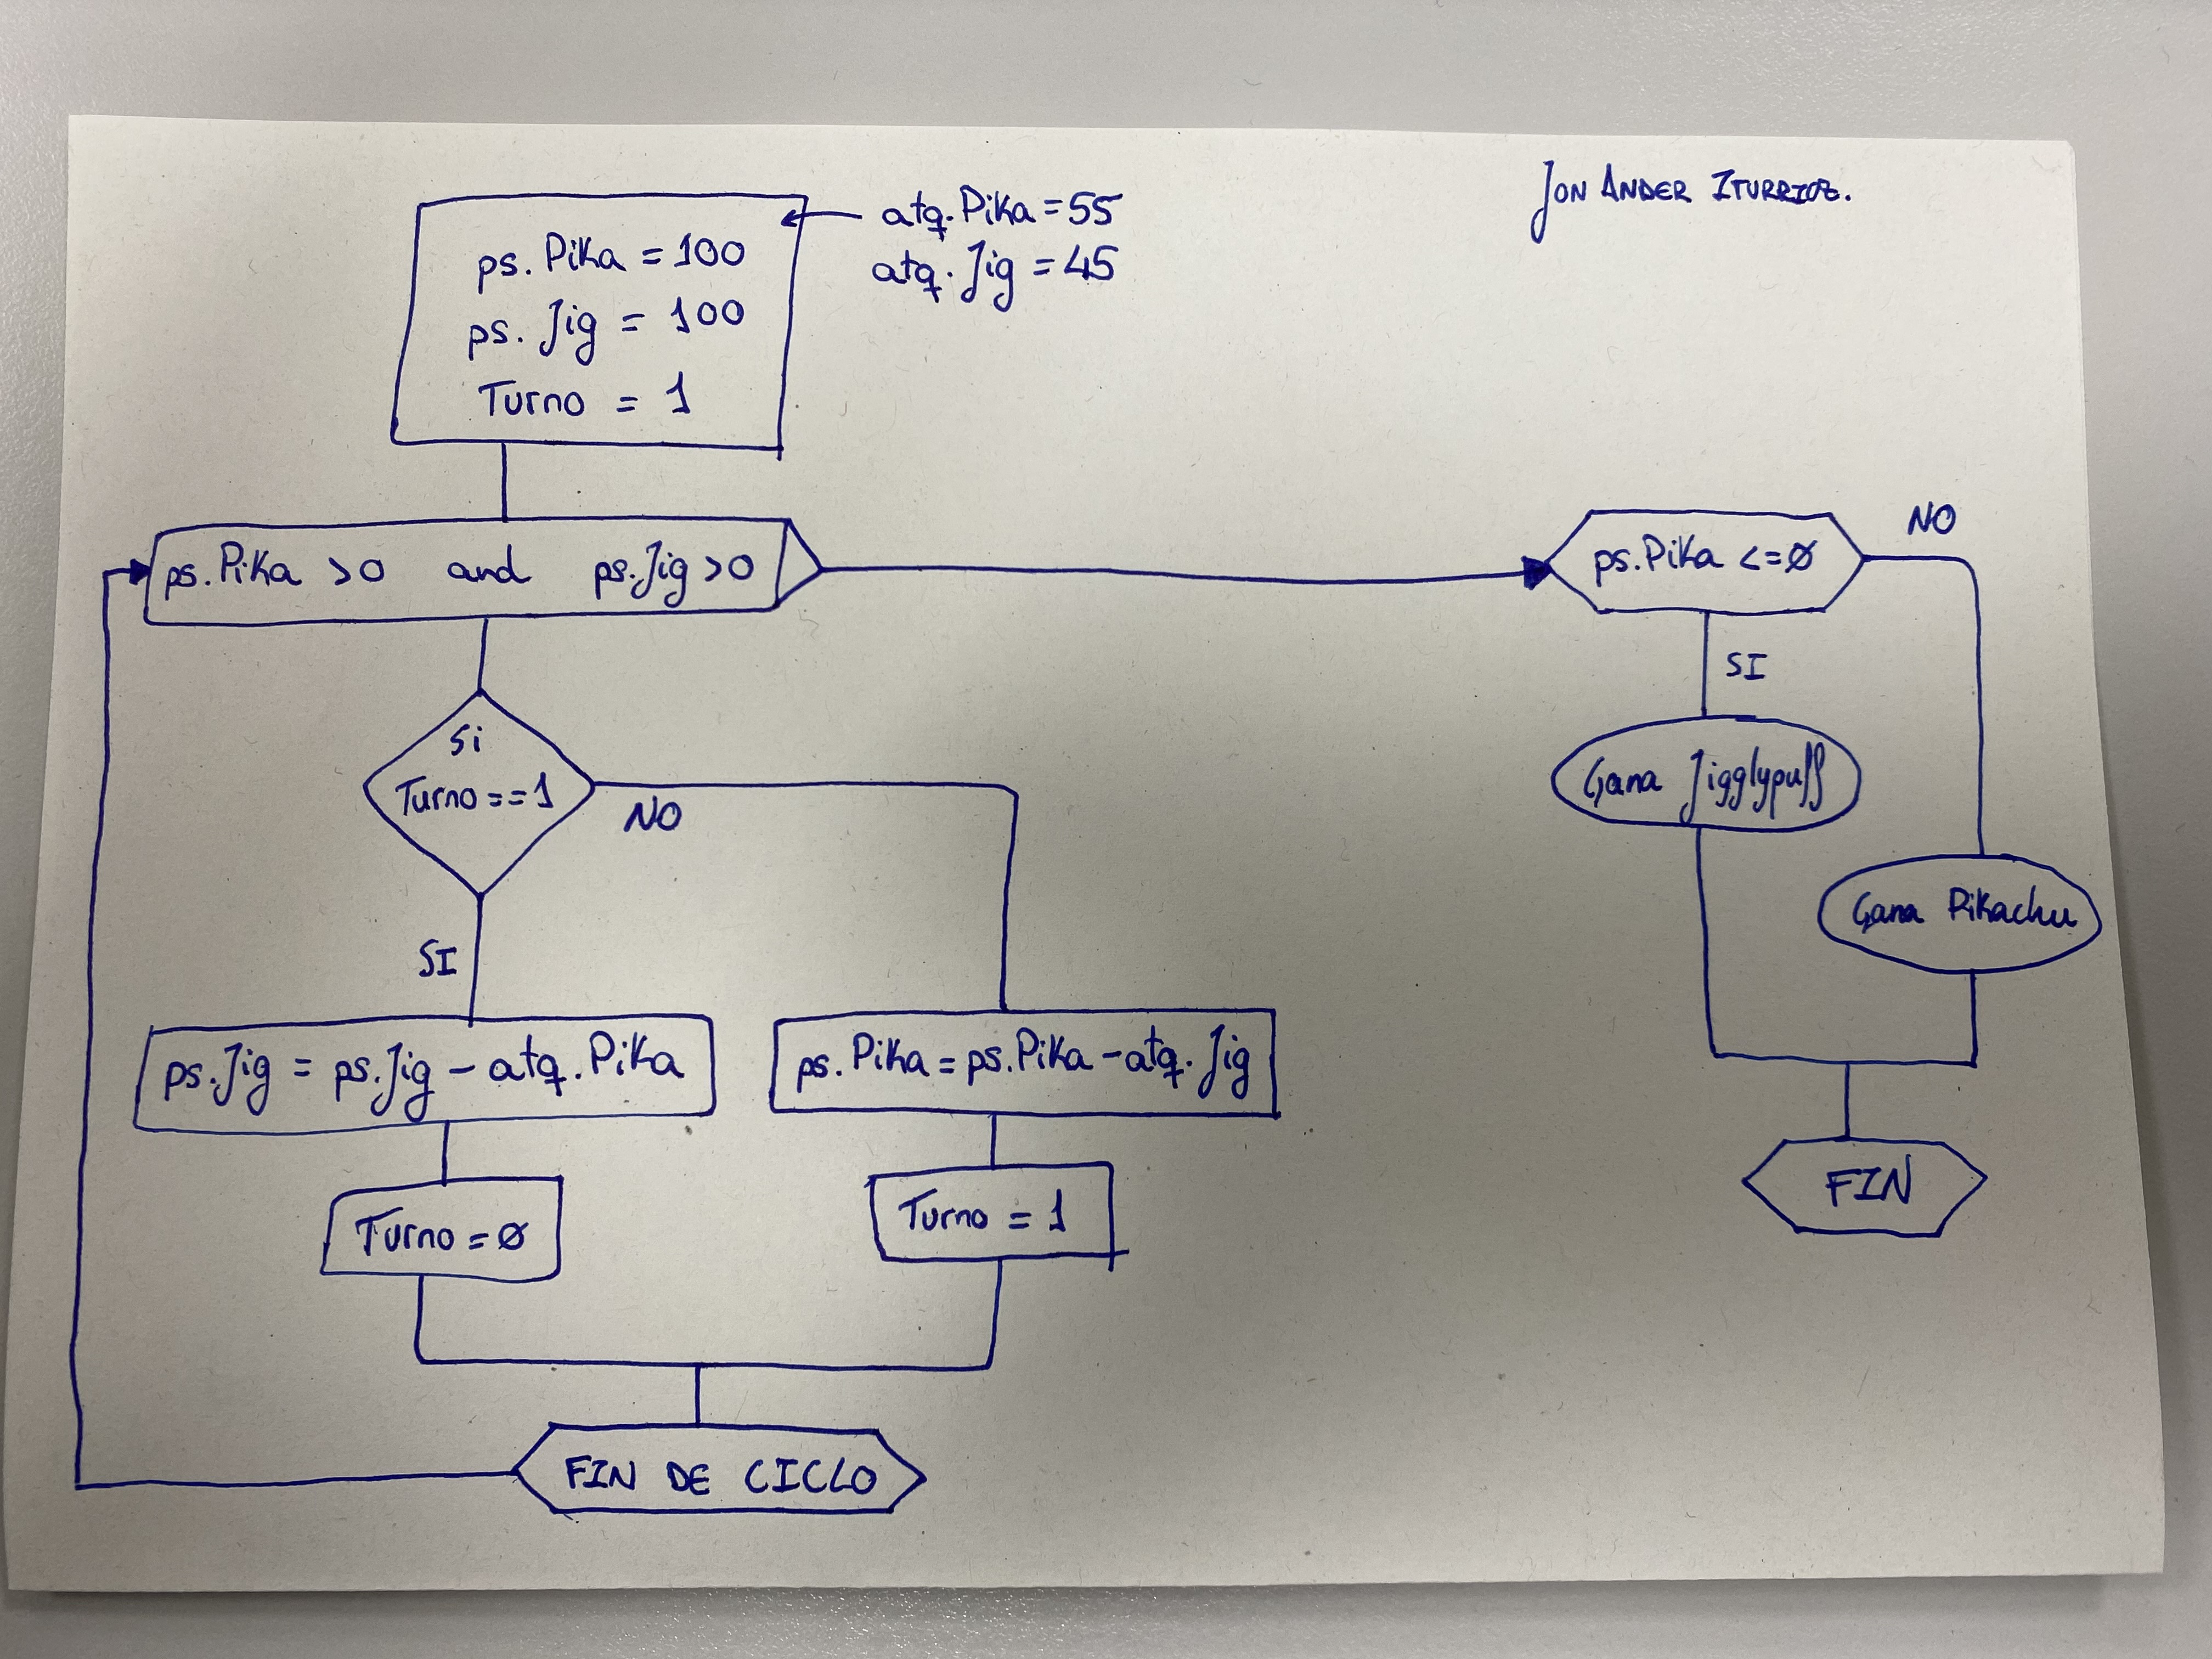 JON ANDER ITURRIOZ.
atq.Pika = 55
atq.Jig = 45
ps.Pika = 100
ps.Jig = 100
Turno = 1
ps.Pika >0 and ps.Jig >0
ps.Pika <=0
NO
SI
Si
Turno == 1
NO
SI
Gana Jigglypuff
Gana Pikachu
ps.Jig = ps.Jig - atq.Pika
ps.Pika = ps.Pika - atq.Jig
Turno = 0
Turno = 1
FIN
FIN DE CICLO